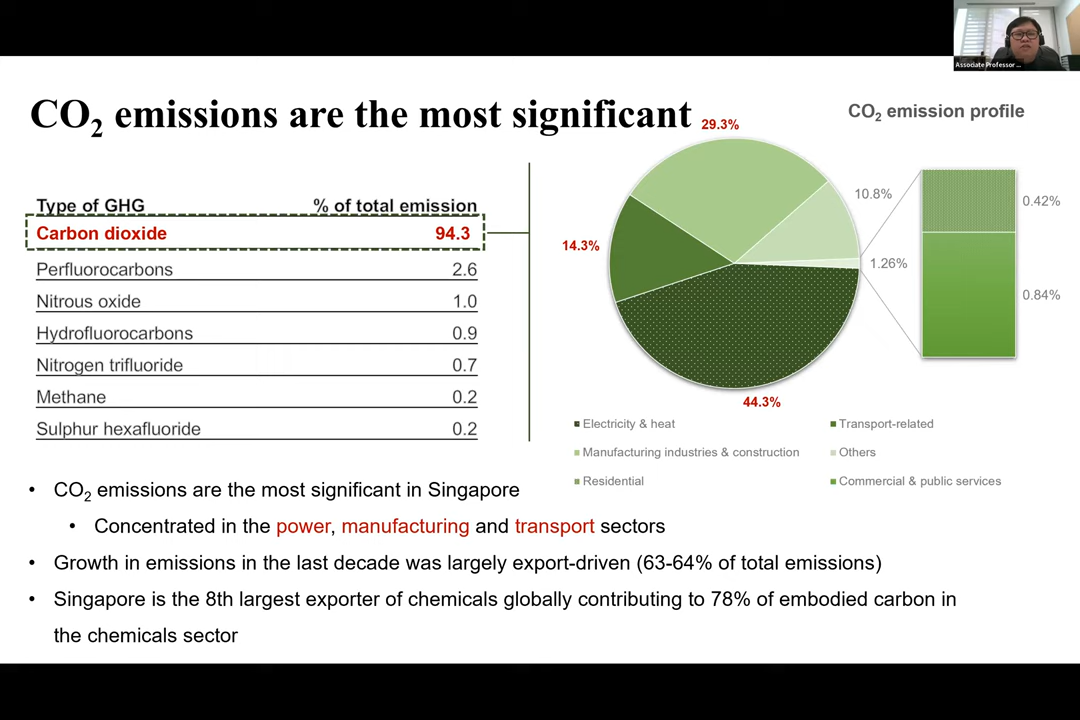 Associate Professor ...
CO₂ emissions are the most significant
CO₂ emission profile
Type of GHG % of total emission
Carbon dioxide 94.3
Perfluorocarbons 2.6
Nitrous oxide 1.0
Hydrofluorocarbons 0.9
Nitrogen trifluoride 0.7
Methane 0.2
Sulphur hexafluoride 0.2
29.3%
10.8%
0.42%
14.3%
1.26%
0.84%
44.3%
Electricity & heat
Transport-related
Manufacturing industries & construction
Others
Residential
Commercial & public services
• CO₂ emissions are the most significant in Singapore
• Concentrated in the power, manufacturing and transport sectors
• Growth in emissions in the last decade was largely export-driven (63-64% of total emissions)
• Singapore is the 8th largest exporter of chemicals globally contributing to 78% of embodied carbon in
the chemicals sector